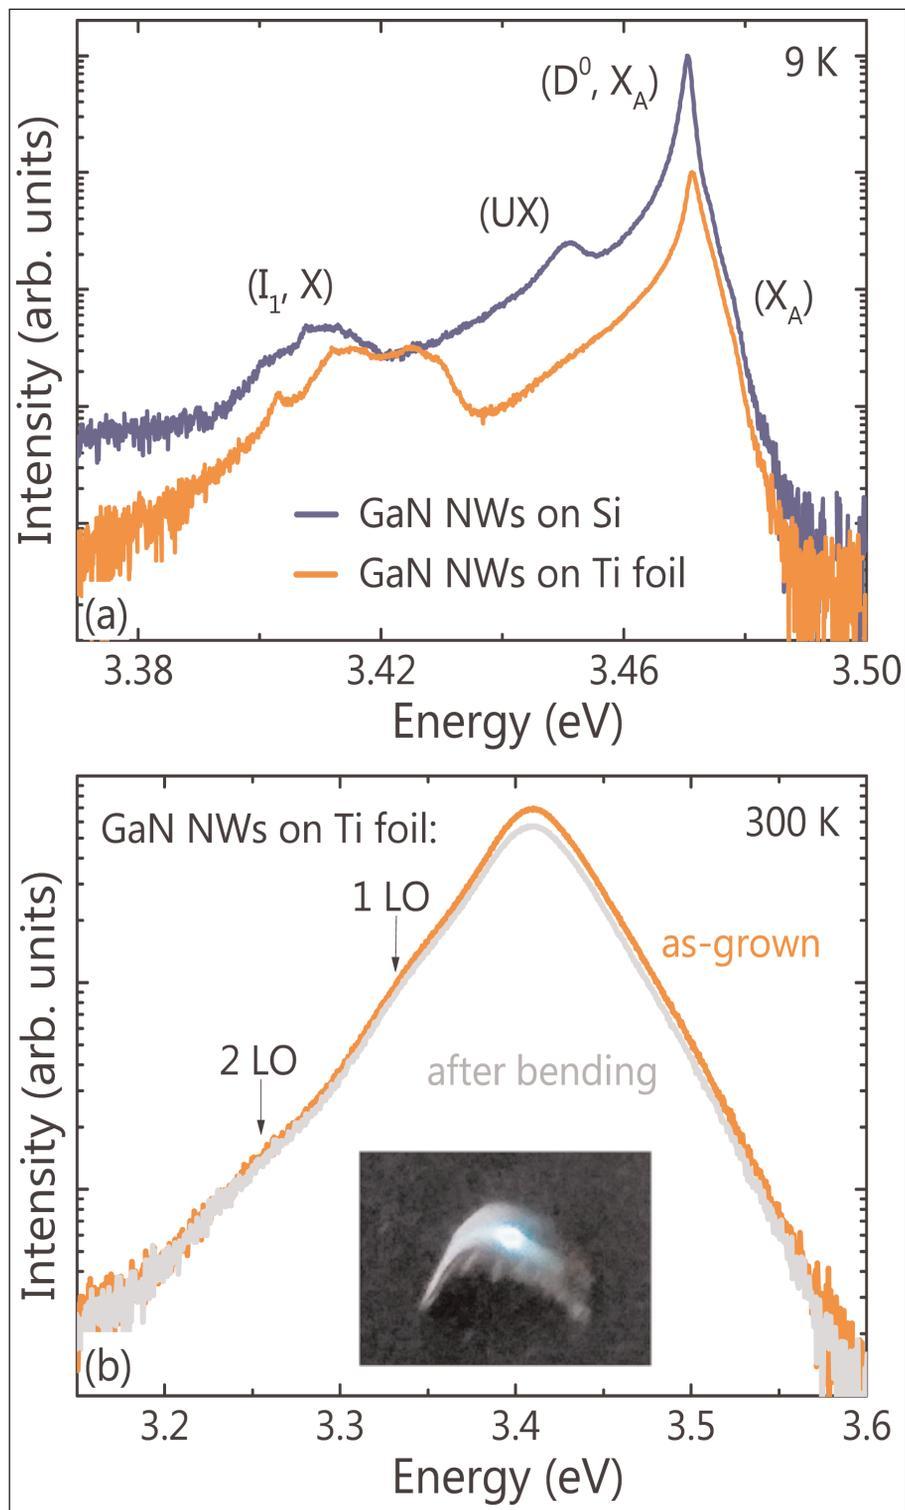 9 K
(D⁰, X_A)
(UX)
(I₁, X)
(X_A)
Intensity (arb. units)
GaN NWs on Si
GaN NWs on Ti foil
(a)
3.38 3.42 3.46 3.50
Energy (eV)
GaN NWs on Ti foil: 300 K
1 LO
as-grown
2 LO
after bending
Intensity (arb. units)
(b)
3.2 3.3 3.4 3.5 3.6
Energy (eV)